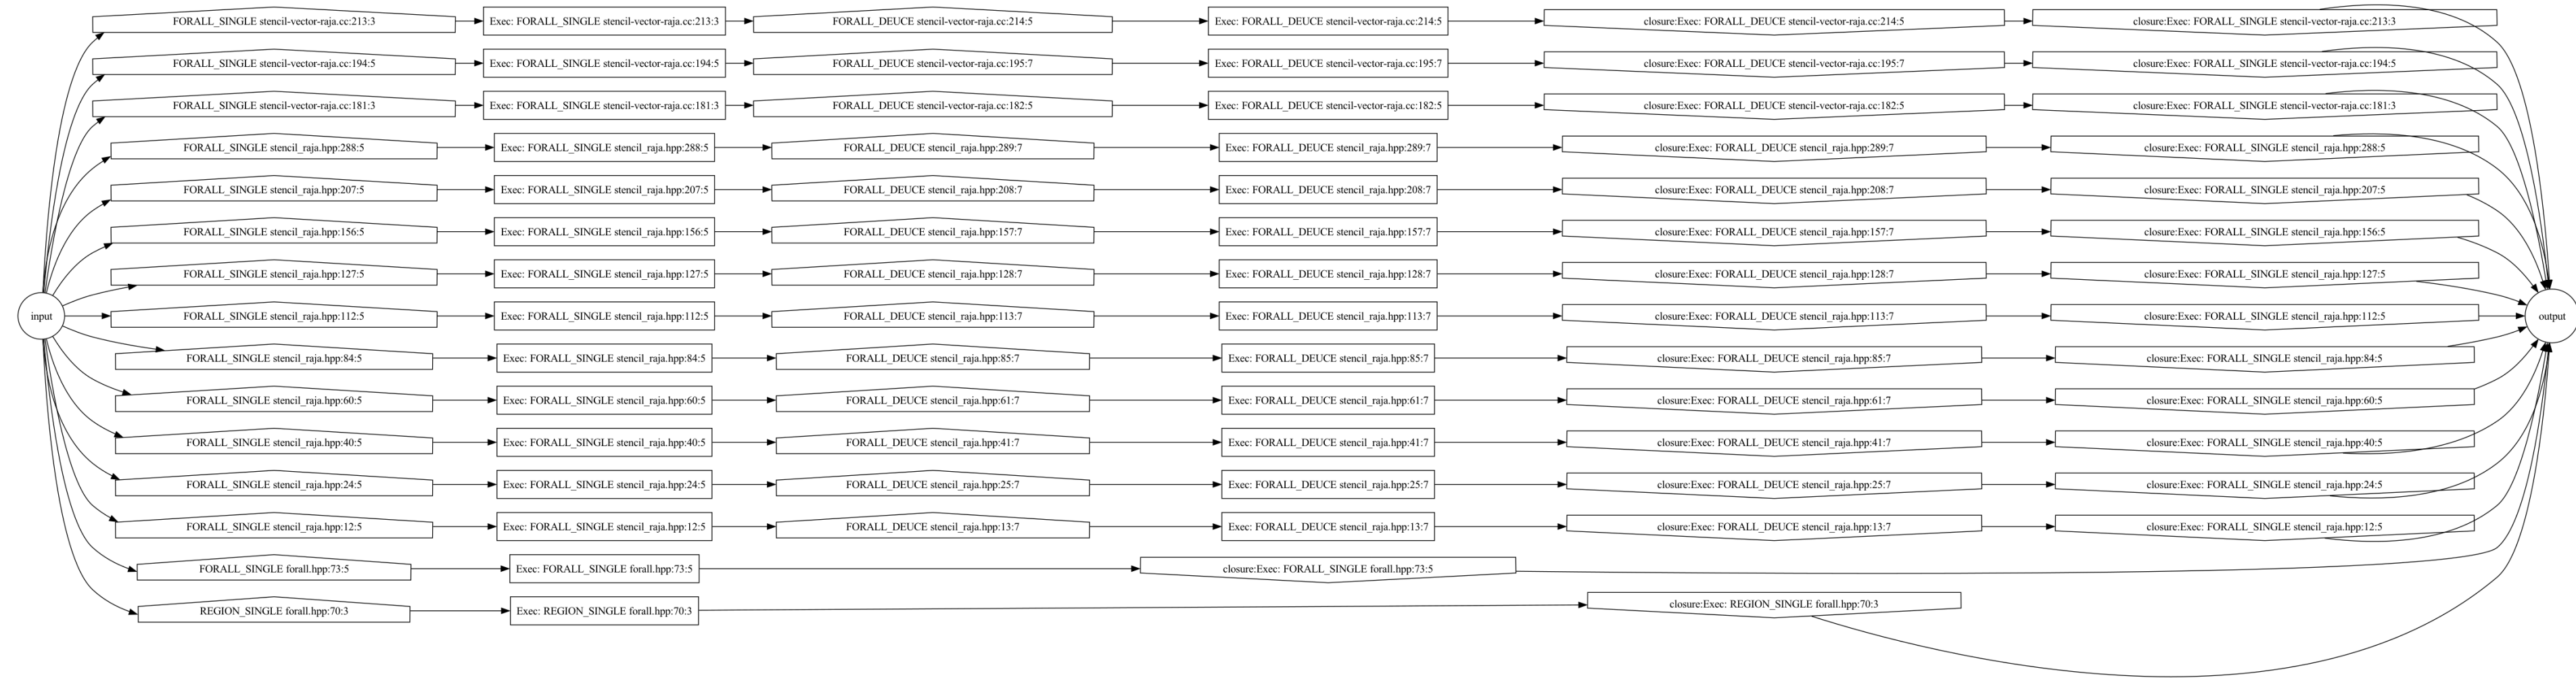 FORALL_SINGLE stencil-vector-raja.cc:213:3
Exec: FORALL_SINGLE stencil-vector-raja.cc:213:3
FORALL_DEUCE stencil-vector-raja.cc:214:5
Exec: FORALL_DEUCE stencil-vector-raja.cc:214:5
closure:Exec: FORALL_DEUCE stencil-vector-raja.cc:214:5
closure:Exec: FORALL_SINGLE stencil-vector-raja.cc:213:3
FORALL_SINGLE stencil-vector-raja.cc:194:5
Exec: FORALL_SINGLE stencil-vector-raja.cc:194:5
FORALL_DEUCE stencil-vector-raja.cc:195:7
Exec: FORALL_DEUCE stencil-vector-raja.cc:195:7
closure:Exec: FORALL_DEUCE stencil-vector-raja.cc:195:7
closure:Exec: FORALL_SINGLE stencil-vector-raja.cc:194:5
FORALL_SINGLE stencil-vector-raja.cc:181:3
Exec: FORALL_SINGLE stencil-vector-raja.cc:181:3
FORALL_DEUCE stencil-vector-raja.cc:182:5
Exec: FORALL_DEUCE stencil-vector-raja.cc:182:5
closure:Exec: FORALL_DEUCE stencil-vector-raja.cc:182:5
closure:Exec: FORALL_SINGLE stencil-vector-raja.cc:181:3
FORALL_SINGLE stencil_raja.hpp:288:5
Exec: FORALL_SINGLE stencil_raja.hpp:288:5
FORALL_DEUCE stencil_raja.hpp:289:7
Exec: FORALL_DEUCE stencil_raja.hpp:289:7
closure:Exec: FORALL_DEUCE stencil_raja.hpp:289:7
closure:Exec: FORALL_SINGLE stencil_raja.hpp:288:5
FORALL_SINGLE stencil_raja.hpp:207:5
Exec: FORALL_SINGLE stencil_raja.hpp:207:5
FORALL_DEUCE stencil_raja.hpp:208:7
Exec: FORALL_DEUCE stencil_raja.hpp:208:7
closure:Exec: FORALL_DEUCE stencil_raja.hpp:208:7
closure:Exec: FORALL_SINGLE stencil_raja.hpp:207:5
FORALL_SINGLE stencil_raja.hpp:156:5
Exec: FORALL_SINGLE stencil_raja.hpp:156:5
FORALL_DEUCE stencil_raja.hpp:157:7
Exec: FORALL_DEUCE stencil_raja.hpp:157:7
closure:Exec: FORALL_DEUCE stencil_raja.hpp:157:7
closure:Exec: FORALL_SINGLE stencil_raja.hpp:156:5
FORALL_SINGLE stencil_raja.hpp:127:5
Exec: FORALL_SINGLE stencil_raja.hpp:127:5
FORALL_DEUCE stencil_raja.hpp:128:7
Exec: FORALL_DEUCE stencil_raja.hpp:128:7
closure:Exec: FORALL_DEUCE stencil_raja.hpp:128:7
closure:Exec: FORALL_SINGLE stencil_raja.hpp:127:5
input
FORALL_SINGLE stencil_raja.hpp:112:5
Exec: FORALL_SINGLE stencil_raja.hpp:112:5
FORALL_DEUCE stencil_raja.hpp:113:7
Exec: FORALL_DEUCE stencil_raja.hpp:113:7
closure:Exec: FORALL_DEUCE stencil_raja.hpp:113:7
closure:Exec: FORALL_SINGLE stencil_raja.hpp:112:5
output
FORALL_SINGLE stencil_raja.hpp:84:5
Exec: FORALL_SINGLE stencil_raja.hpp:84:5
FORALL_DEUCE stencil_raja.hpp:85:7
Exec: FORALL_DEUCE stencil_raja.hpp:85:7
closure:Exec: FORALL_DEUCE stencil_raja.hpp:85:7
closure:Exec: FORALL_SINGLE stencil_raja.hpp:84:5
FORALL_SINGLE stencil_raja.hpp:60:5
Exec: FORALL_SINGLE stencil_raja.hpp:60:5
FORALL_DEUCE stencil_raja.hpp:61:7
Exec: FORALL_DEUCE stencil_raja.hpp:61:7
closure:Exec: FORALL_DEUCE stencil_raja.hpp:61:7
closure:Exec: FORALL_SINGLE stencil_raja.hpp:60:5
FORALL_SINGLE stencil_raja.hpp:40:5
Exec: FORALL_SINGLE stencil_raja.hpp:40:5
FORALL_DEUCE stencil_raja.hpp:41:7
Exec: FORALL_DEUCE stencil_raja.hpp:41:7
closure:Exec: FORALL_DEUCE stencil_raja.hpp:41:7
closure:Exec: FORALL_SINGLE stencil_raja.hpp:40:5
FORALL_SINGLE stencil_raja.hpp:24:5
Exec: FORALL_SINGLE stencil_raja.hpp:24:5
FORALL_DEUCE stencil_raja.hpp:25:7
Exec: FORALL_DEUCE stencil_raja.hpp:25:7
closure:Exec: FORALL_DEUCE stencil_raja.hpp:25:7
closure:Exec: FORALL_SINGLE stencil_raja.hpp:24:5
FORALL_SINGLE stencil_raja.hpp:12:5
Exec: FORALL_SINGLE stencil_raja.hpp:12:5
FORALL_DEUCE stencil_raja.hpp:13:7
Exec: FORALL_DEUCE stencil_raja.hpp:13:7
closure:Exec: FORALL_DEUCE stencil_raja.hpp:13:7
closure:Exec: FORALL_SINGLE stencil_raja.hpp:12:5
FORALL_SINGLE forall.hpp:73:5
Exec: FORALL_SINGLE forall.hpp:73:5
closure:Exec: FORALL_SINGLE forall.hpp:73:5
REGION_SINGLE forall.hpp:70:3
Exec: REGION_SINGLE forall.hpp:70:3
closure:Exec: REGION_SINGLE forall.hpp:70:3